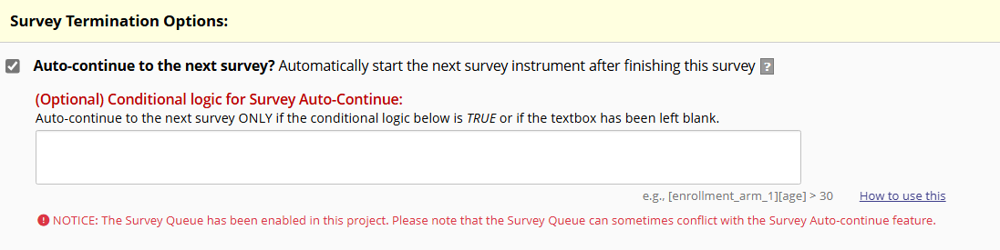 Survey Termination Options:
Auto-continue to the next survey? Automatically start the next survey instrument after finishing this survey ?
(Optional) Conditional logic for Survey Auto-Continue:
Auto-continue to the next survey ONLY if the conditional logic below is TRUE or if the textbox has been left blank.
e.g., [enrollment_arm_1][age] > 30 How to use this
NOTICE: The Survey Queue has been enabled in this project. Please note that the Survey Queue can sometimes conflict with the Survey Auto-continue feature.